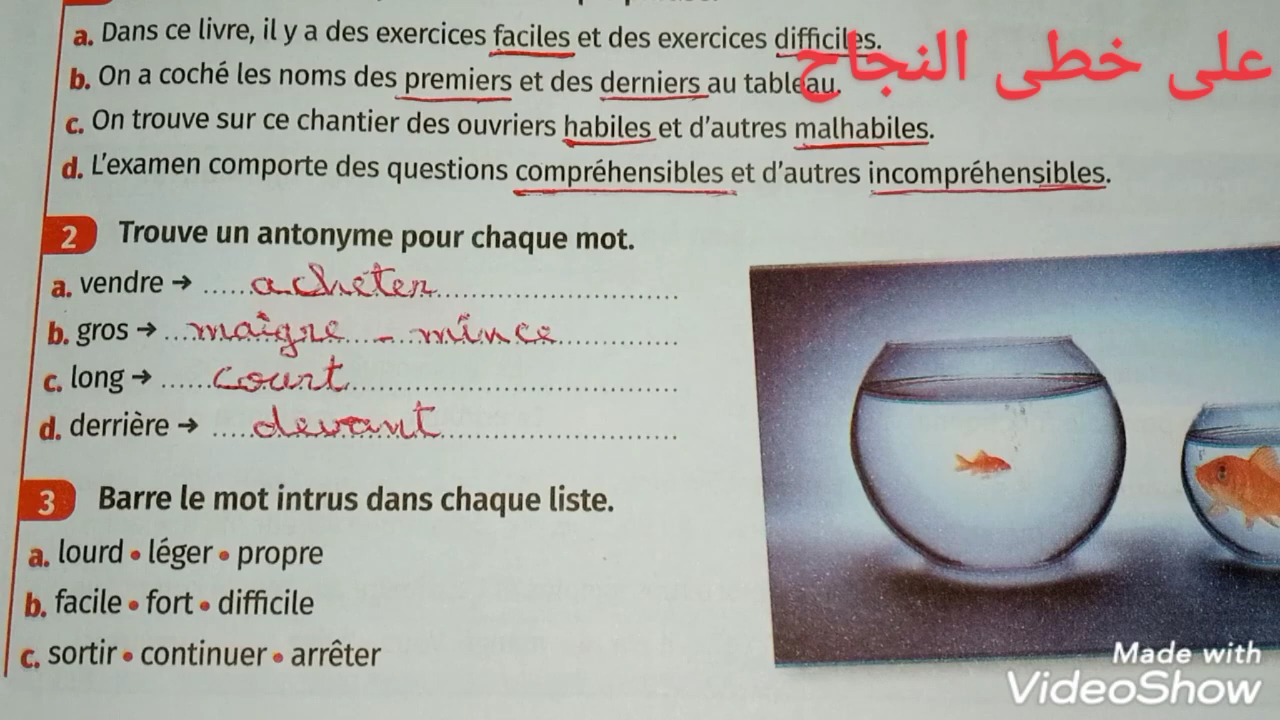 a. Dans ce livre, il y a des exercices faciles et des exercices difficiles.
على خطى النجاح
b. On a coché les noms des premiers et des derniers au tableau.
c. On trouve sur ce chantier des ouvriers habiles et d'autres malhabiles.
d. L'examen comporte des questions compréhensibles et d'autres incompréhensibles.
2 Trouve un antonyme pour chaque mot.
a. vendre → .....acheter..........
b. gros → ...maigre - mince..........
c. long → ......court..........
d. derrière → ....devant..........
3 Barre le mot intrus dans chaque liste.
a. lourd • léger • propre
b. facile • fort • difficile
c. sortir • continuer • arrêter
Made with
VideoShow